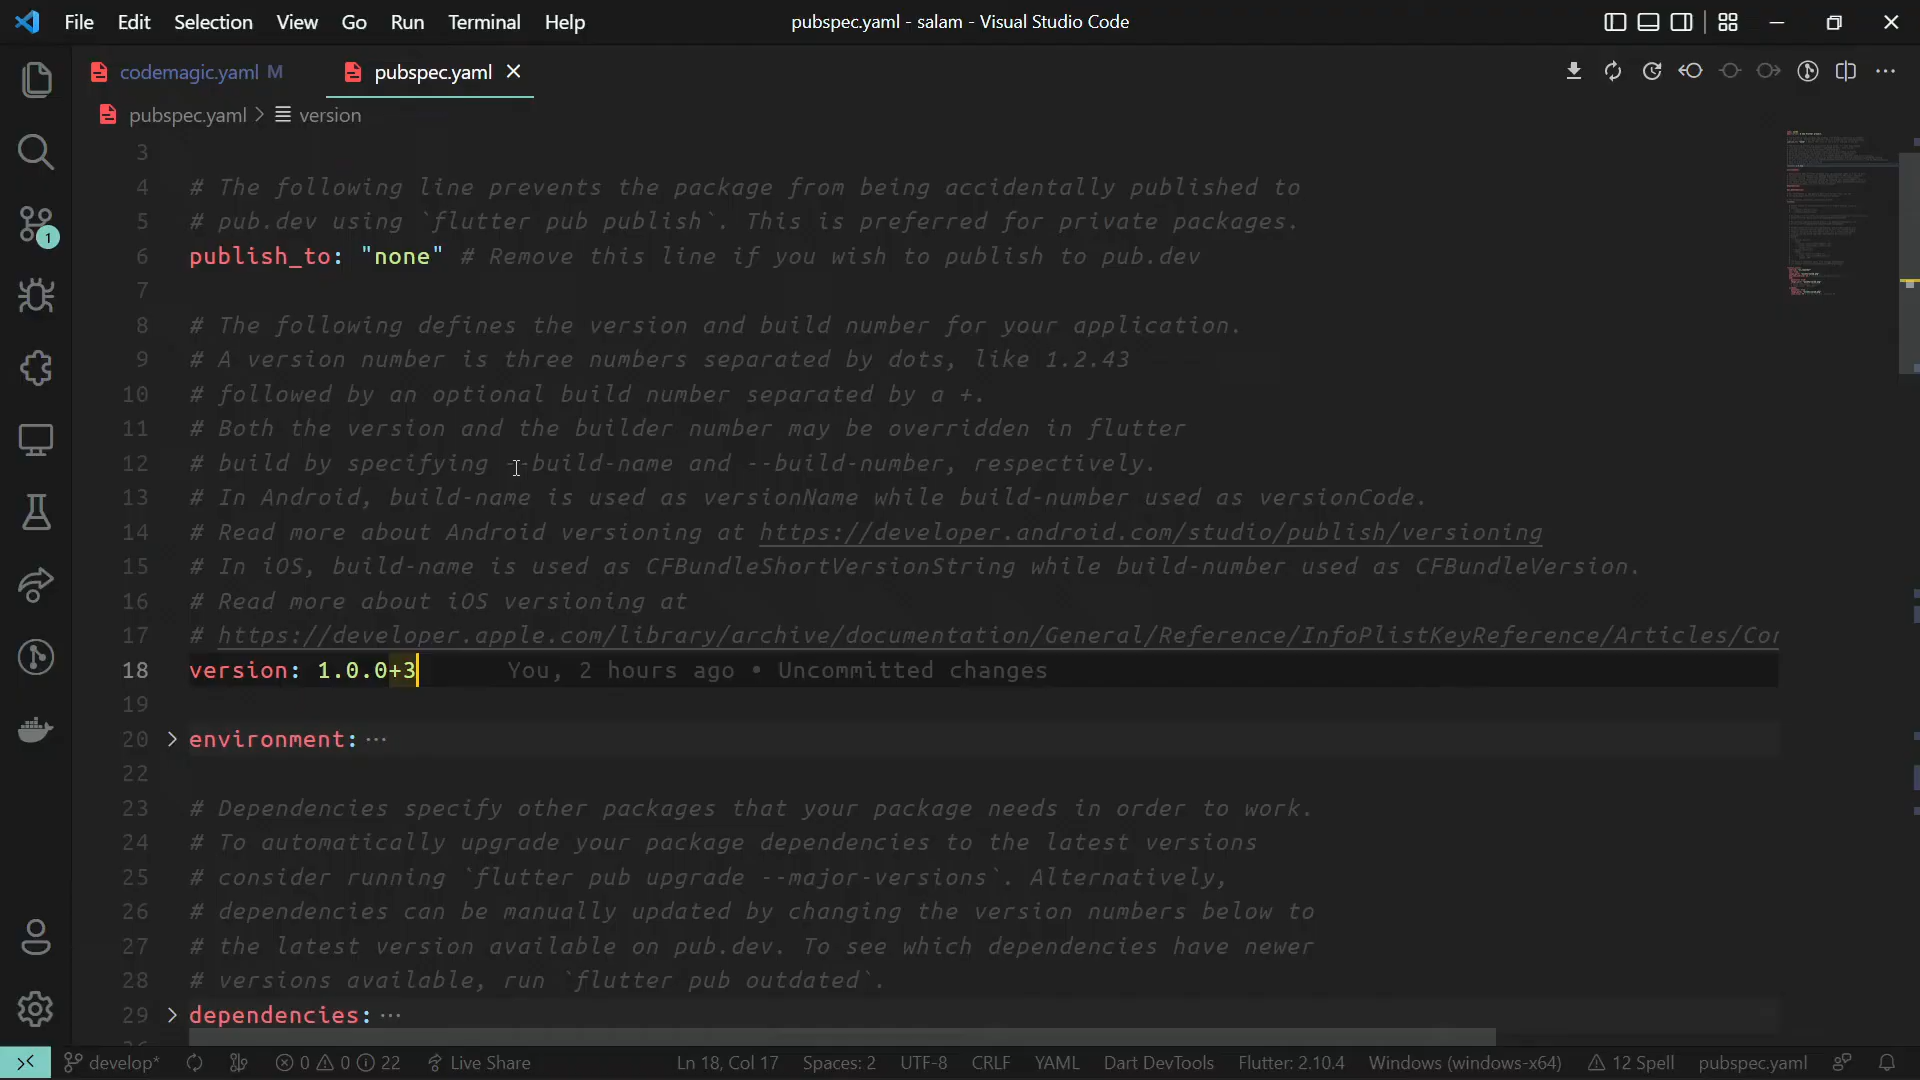 File Edit Selection View Go Run Terminal Help
pubspec.yaml - salam - Visual Studio Code
codemagic.yaml M
pubspec.yaml
pubspec.yaml > version
3
4 # The following line prevents the package from being accidentally published to
5 # pub.dev using `flutter pub publish`. This is preferred for private packages.
6 publish_to: "none" # Remove this line if you wish to publish to pub.dev
7
8 # The following defines the version and build number for your application.
9 # A version number is three numbers separated by dots, like 1.2.43
10 # followed by an optional build number separated by a +.
11 # Both the version and the builder number may be overridden in flutter
12 # build by specifying --build-name and --build-number, respectively.
13 # In Android, build-name is used as versionName while build-number used as versionCode.
14 # Read more about Android versioning at https://developer.android.com/studio/publish/versioning
15 # In iOS, build-name is used as CFBundleShortVersionString while build-number used as CFBundleVersion.
16 # Read more about iOS versioning at
17 # https://developer.apple.com/library/archive/documentation/General/Reference/InfoPlistKeyReference/Articles/Cor
18 version: 1.0.0+3 You, 2 hours ago • Uncommitted changes
19
20 > environment: ...
22
23 # Dependencies specify other packages that your package needs in order to work.
24 # To automatically upgrade your package dependencies to the latest versions
25 # consider running `flutter pub upgrade --major-versions`. Alternatively,
26 # dependencies can be manually updated by changing the version numbers below to
27 # the latest version available on pub.dev. To see which dependencies have newer
28 # versions available, run `flutter pub outdated`.
29 > dependencies: ...
1
develop* 0 0 22 Live Share Ln 18, Col 17 Spaces: 2 UTF-8 CRLF YAML Dart DevTools Flutter: 2.10.4 Windows (windows-x64) 12 Spell pubspec.yaml